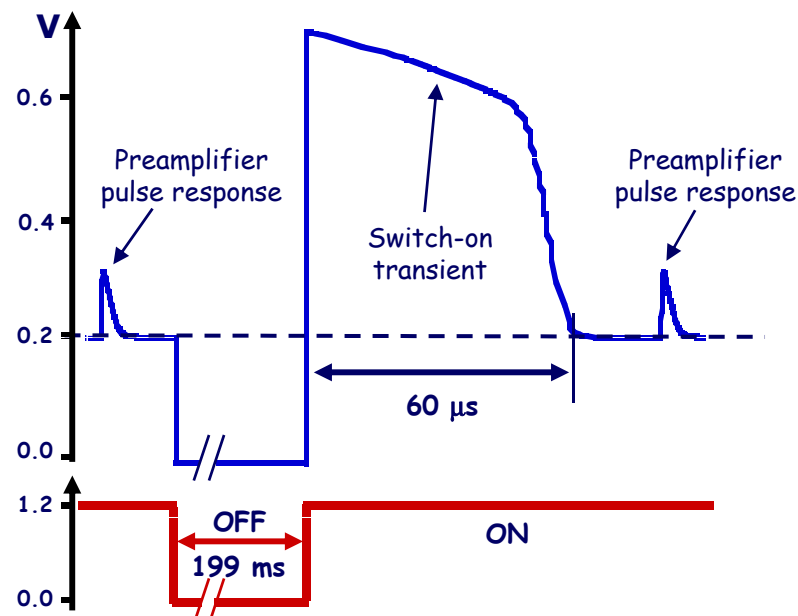 V
0.6
0.4
0.2
0.0
Preamplifier
pulse response
Switch-on
transient
Preamplifier
pulse response
60 μs
1.2
0.0
OFF
199 ms
ON